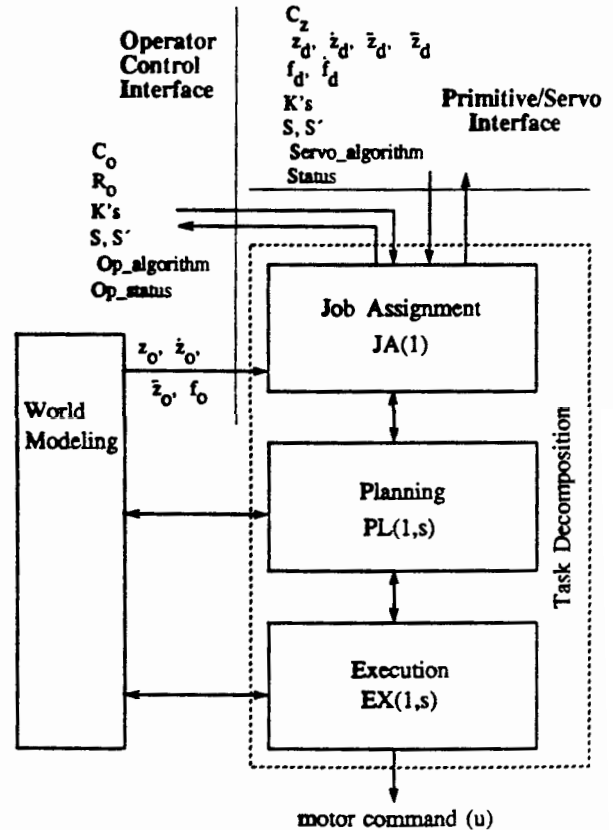 Operator
Control
Interface
C_z
z_d, ż_d, z̈_d, z̄_d
f_d, ḟ_d
K's
S, S´
Servo_algorithm
Status
Primitive/Servo
Interface
C_o
R_o
K's
S, S´
Op_algorithm
Op_status
z_o, ż_o,
z̈_o, f_o
World
Modeling
Job Assignment
JA(1)
Planning
PL(1,s)
Execution
EX(1,s)
Task Decomposition
motor command (u)